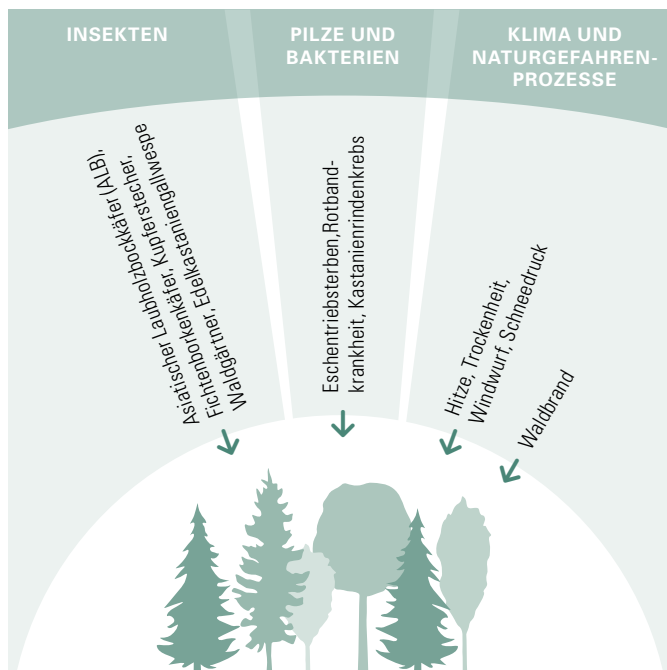 INSEKTEN
PILZE UND
BAKTERIEN
KLIMA UND
NATURGEFAHREN-
PROZESSE
Asiatischer Laubholzbockkäfer (ALB),
Fichtenborkenkäfer, Kupferstecher,
Waldgärtner, Edelkastaniengallwespe
Eschentriebsterben,Rotband-
krankheit, Kastanienrindenkrebs
Hitze, Trockenheit,
Windwurf, Schneedruck
Waldbrand